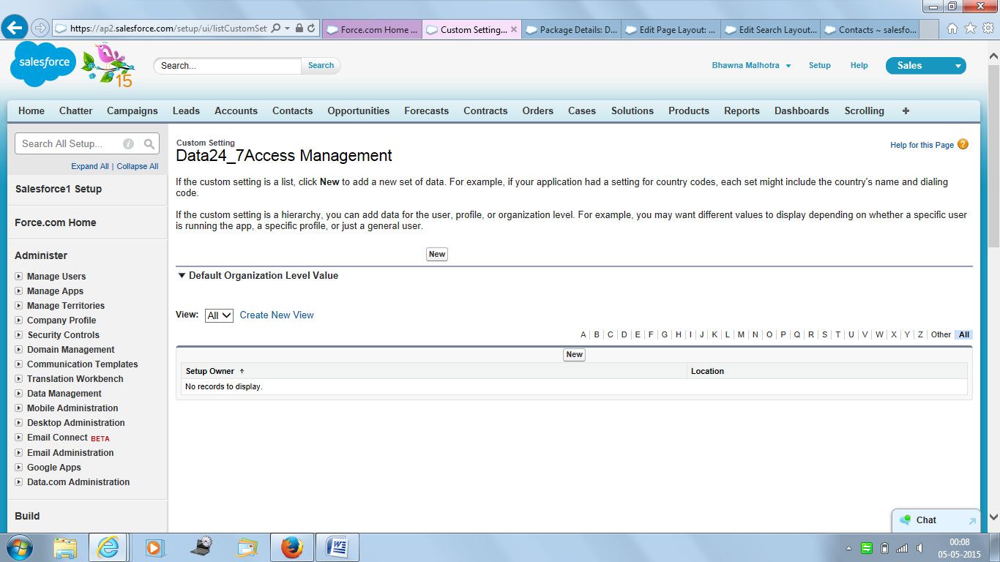 https://ap2.salesforce.com/setup/ui/listCustomSet
Force.com Home ...
Custom Setting...
Package Details: D...
Edit Page Layout: ...
Edit Search Layout...
Contacts ~ salesfo...
salesforce
15
Search...
Search
Bhawna Malhotra
Setup
Help
Sales
Home Chatter Campaigns Leads Accounts Contacts Opportunities Forecasts Contracts Orders Cases Solutions Products Reports Dashboards Scrolling +
Search All Setup...
Expand All | Collapse All
Salesforce1 Setup
Force.com Home
Administer
Manage Users
Manage Apps
Manage Territories
Company Profile
Security Controls
Domain Management
Communication Templates
Translation Workbench
Data Management
Mobile Administration
Desktop Administration
Email Connect BETA
Email Administration
Google Apps
Data.com Administration
Build
Custom Setting
Data24_7Access Management
Help for this Page ?
If the custom setting is a list, click New to add a new set of data. For example, if your application had a setting for country codes, each set might include the country's name and dialing
code.
If the custom setting is a hierarchy, you can add data for the user, profile, or organization level. For example, you may want different values to display depending on whether a specific user
is running the app, a specific profile, or just a general user.
New
Default Organization Level Value
View: All Create New View
A | B | C | D | E | F | G | H | I | J | K | L | M | N | O | P | Q | R | S | T | U | V | W | X | Y | Z | Other All
New
Setup Owner ↑ Location
No records to display.
Chat
00:08
05-05-2015